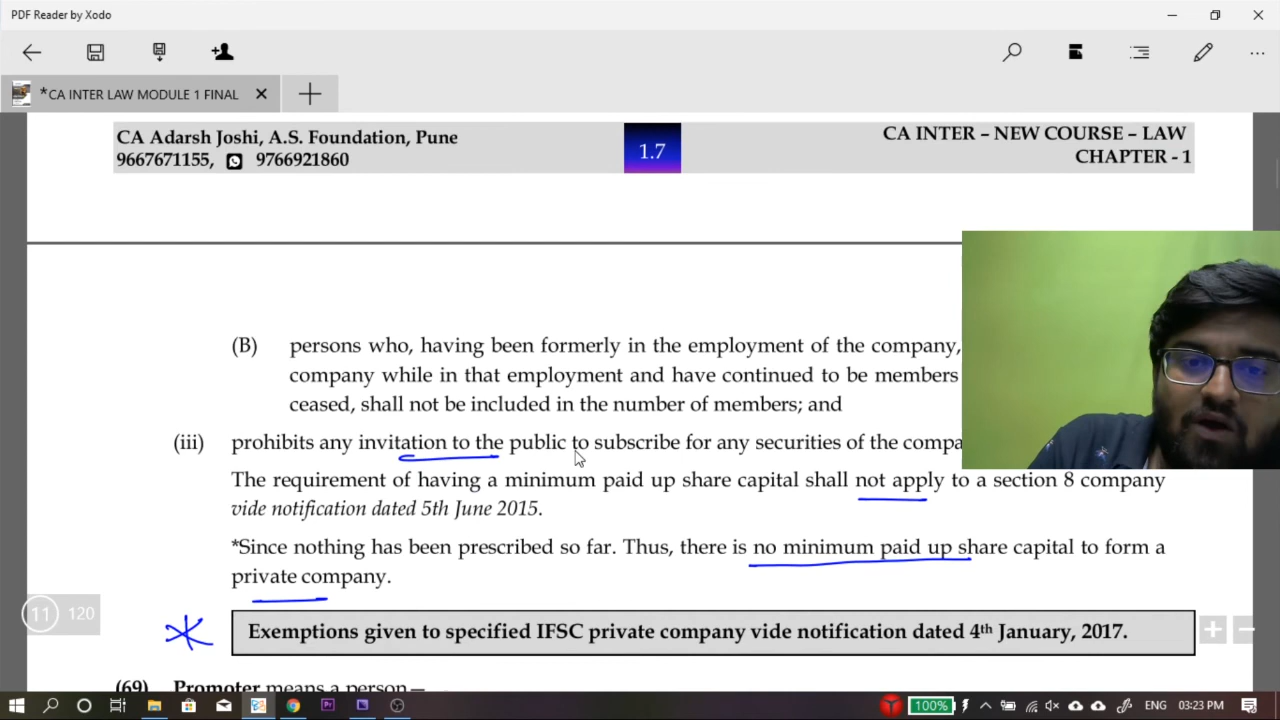 PDF Reader by Xodo
*CA INTER LAW MODULE 1 FINAL
CA Adarsh Joshi, A.S. Foundation, Pune
9667671155, 9766921860
1.7
CA INTER – NEW COURSE – LAW
CHAPTER - 1
(B) persons who, having been formerly in the employment of the company,
company while in that employment and have continued to be members
ceased, shall not be included in the number of members; and
(iii) prohibits any invitation to the public to subscribe for any securities of the compa
The requirement of having a minimum paid up share capital shall not apply to a section 8 company
vide notification dated 5th June 2015.
*Since nothing has been prescribed so far. Thus, there is no minimum paid up share capital to form a
private company.
11 120
Exemptions given to specified IFSC private company vide notification dated 4th January, 2017.
(69) Promoter means a person—
100% ENG 03:23 PM